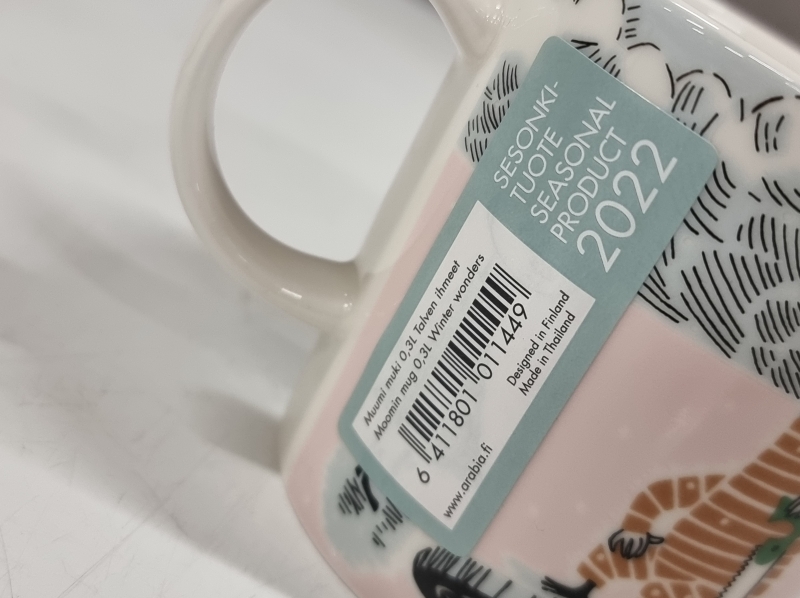 SESONKI-
TUOTE
SEASONAL
PRODUCT
2022
Muumi muki 0,3L Talven ihmeet
Moomin mug 0,3L Winter wonders
6 411801 011449
Designed in Finland
Made in Thailand
www.arabia.fi